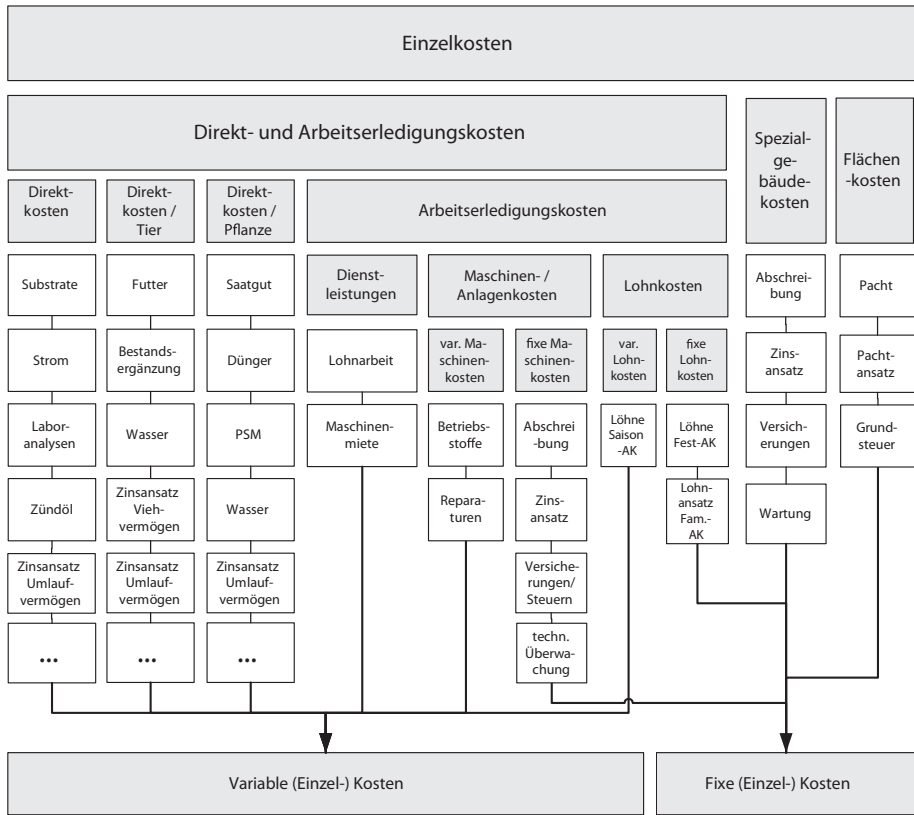 Einzelkosten
Direkt- und Arbeitserledigungskosten
Spezial-
ge-
bäude-
kosten
Flächen
-kosten
Direkt-
kosten
Direkt-
kosten /
Tier
Direkt-
kosten /
Pflanze
Arbeitserledigungskosten
Substrate
Futter
Saatgut
Dienst-
leistungen
Maschinen- /
Anlagenkosten
Lohnkosten
Abschrei-
bung
Pacht
Strom
Bestands-
ergänzung
Dünger
Lohnarbeit
var. Ma-
schinen-
kosten
fixe Ma-
schinen-
kosten
var.
Lohn-
kosten
fixe
Lohn-
kosten
Zins-
ansatz
Pacht-
ansatz
Labor-
analysen
Wasser
PSM
Maschinen-
miete
Betriebs-
stoffe
Abschrei
-bung
Löhne
Saison
-AK
Löhne
Fest-AK
Versich-
erungen
Grund-
steuer
Zündöl
Zinsansatz
Vieh-
vermögen
Wasser
Repara-
turen
Zins-
ansatz
Lohn-
ansatz
Fam.-
AK
Wartung
Zinsansatz
Umlauf-
vermögen
Zinsansatz
Umlauf-
vermögen
Zinsansatz
Umlauf-
vermögen
Versiche-
rungen/
Steuern
...
...
...
techn.
Überwa-
chung
Variable (Einzel-) Kosten
Fixe (Einzel-) Kosten